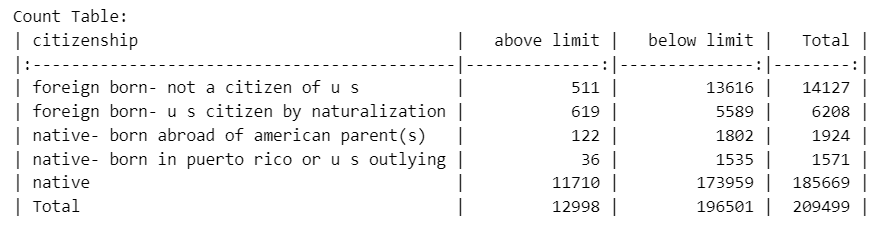 Count Table:
| citizenship                                  |   above limit |   below limit |   Total |
|:---------------------------------------------|--------------:|--------------:|--------:|
| foreign born- not a citizen of u s           |           511 |         13616 |   14127 |
| foreign born- u s citizen by naturalization |           619 |          5589 |    6208 |
| native- born abroad of american parent(s)    |           122 |          1802 |    1924 |
| native- born in puerto rico or u s outlying |            36 |          1535 |    1571 |
| native                                       |         11710 |        173959 |  185669 |
| Total                                        |         12998 |        196501 |  209499 |